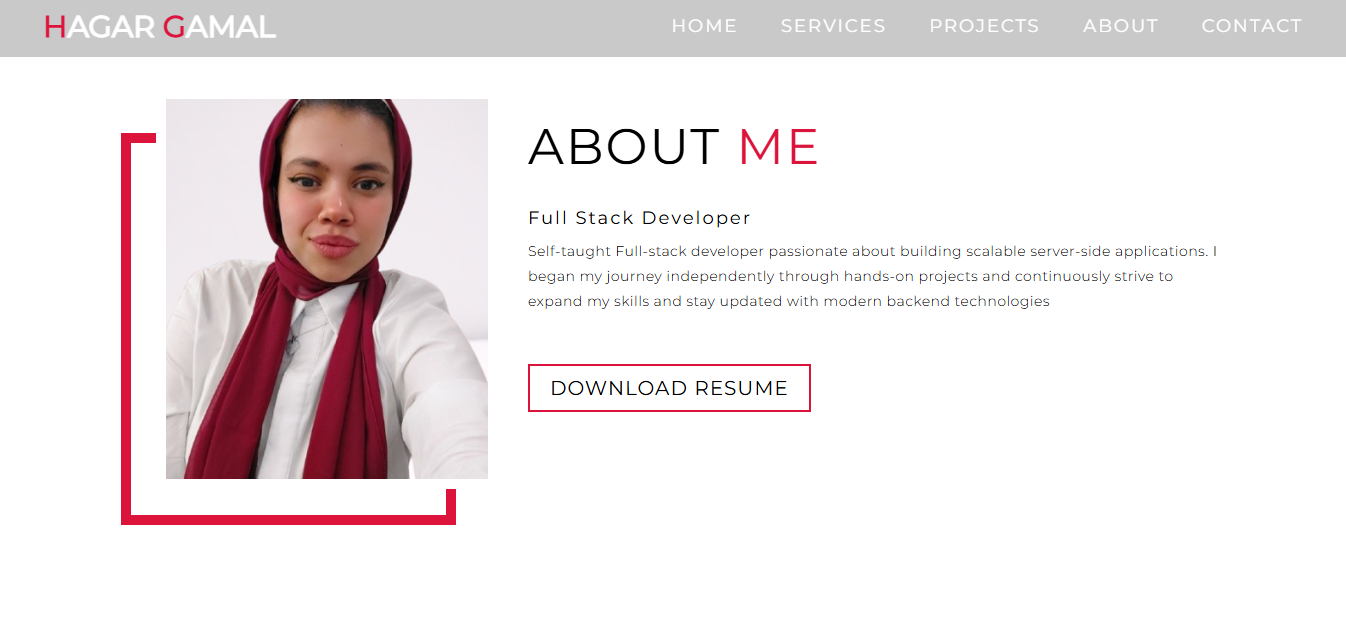 HAGAR GAMAL
HOME SERVICES PROJECTS ABOUT CONTACT
ABOUT ME
Full Stack Developer
Self-taught Full-stack developer passionate about building scalable server-side applications. I
began my journey independently through hands-on projects and continuously strive to
expand my skills and stay updated with modern backend technologies
DOWNLOAD RESUME